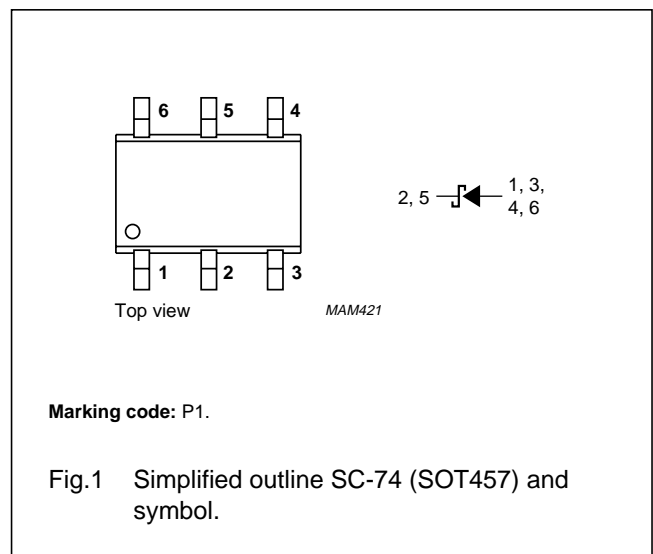 6 5 4
2, 5
1, 3,
4, 6
1 2 3
Top view
MAM421
Marking code: P1.
Fig.1 Simplified outline SC-74 (SOT457) and
symbol.